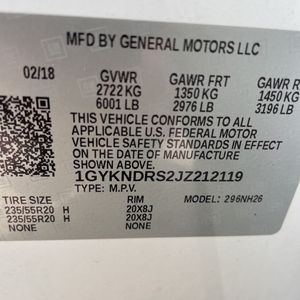 MFD BY GENERAL MOTORS LLC
02/18 GVWR GAWR FRT GAWR R
2722 KG 1350 KG 1450 KG
6001 LB 2976 LB 3196 LB
THIS VEHICLE CONFORMS TO ALL
APPLICABLE U.S. FEDERAL MOTOR
VEHICLE SAFETY STANDARDS IN EFFECT
ON THE DATE OF MANUFACTURE
SHOWN ABOVE.
1GYKNDRS2JZ212119
TYPE: M.P.V. MODEL: 296NH26
TIRE SIZE RIM
235/55R20 H 20X8J
235/55R20 H 20X8J
NONE NONE